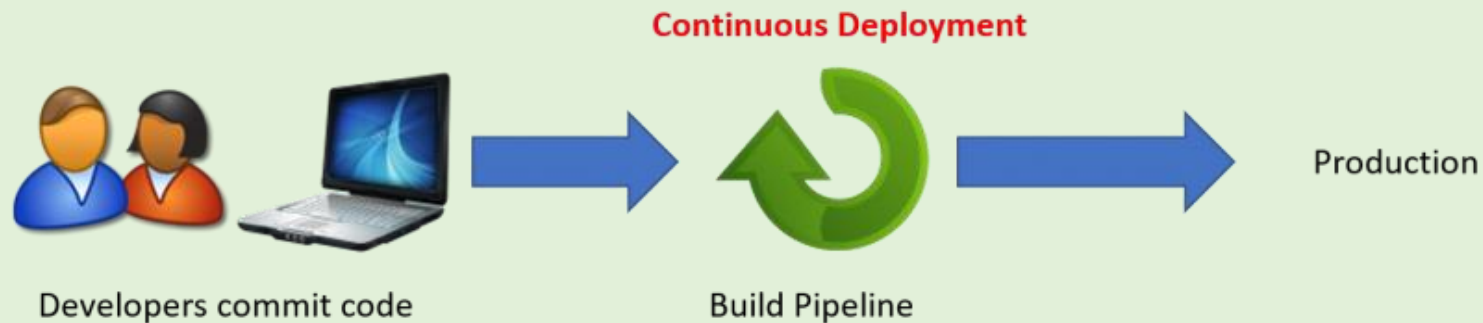 Continuous Deployment
Production
Developers commit code
Build Pipeline